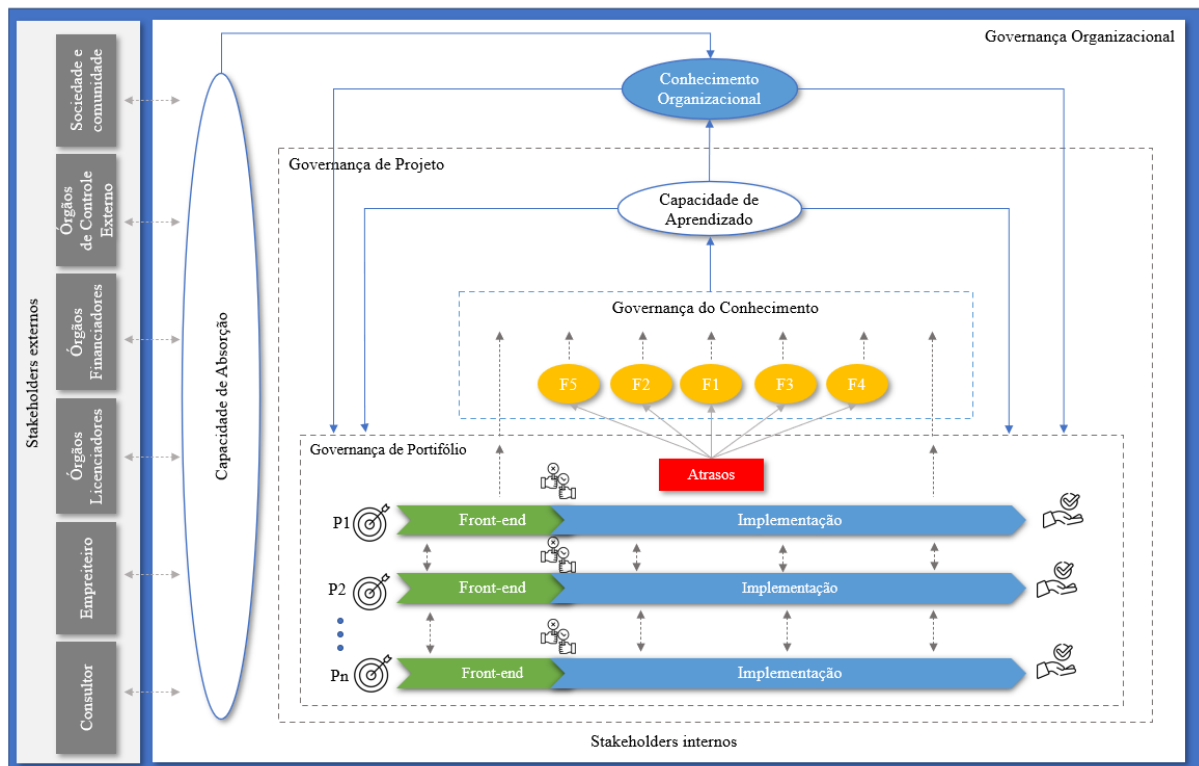 Stakeholders externos
Sociedade e
comunidade
Órgãos
de Controle
Externo
Órgãos
Financiadores
Órgãos
Licenciadores
Empreiteiro
Consultor
Capacidade de Absorção
Governança Organizacional
Conhecimento
Organizacional
Governança de Projeto
Capacidade de
Aprendizado
Governança do Conhecimento
F5
F2
F1
F3
F4
Governança de Portifólio
Atrasos
P1
Front-end
Implementação
P2
Front-end
Implementação
Pn
Front-end
Implementação
Stakeholders internos